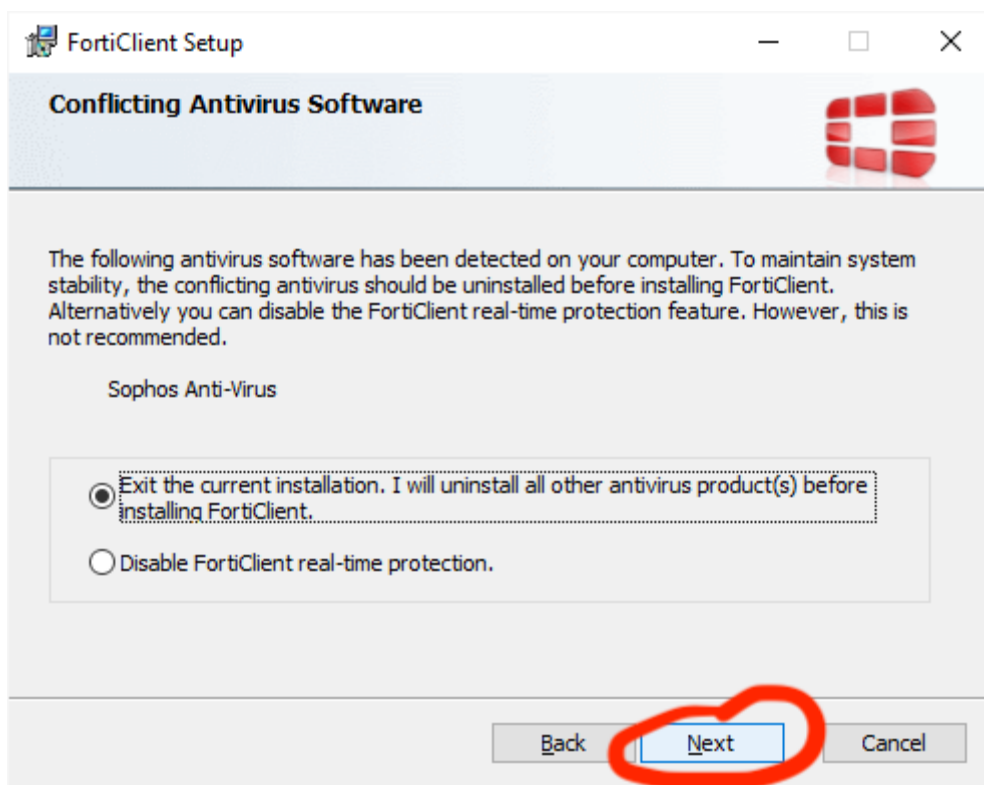 FortiClient Setup
Conflicting Antivirus Software
The following antivirus software has been detected on your computer. To maintain system
stability, the conflicting antivirus should be uninstalled before installing FortiClient.
Alternatively you can disable the FortiClient real-time protection feature. However, this is
not recommended.
Sophos Anti-Virus
Exit the current installation. I will uninstall all other antivirus product(s) before
installing FortiClient.
Disable FortiClient real-time protection.
Back Next Cancel